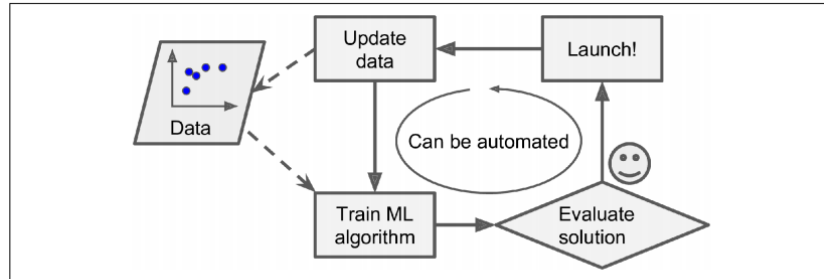 Update
data
Launch!
Data
Can be automated
Train ML
algorithm
Evaluate
solution